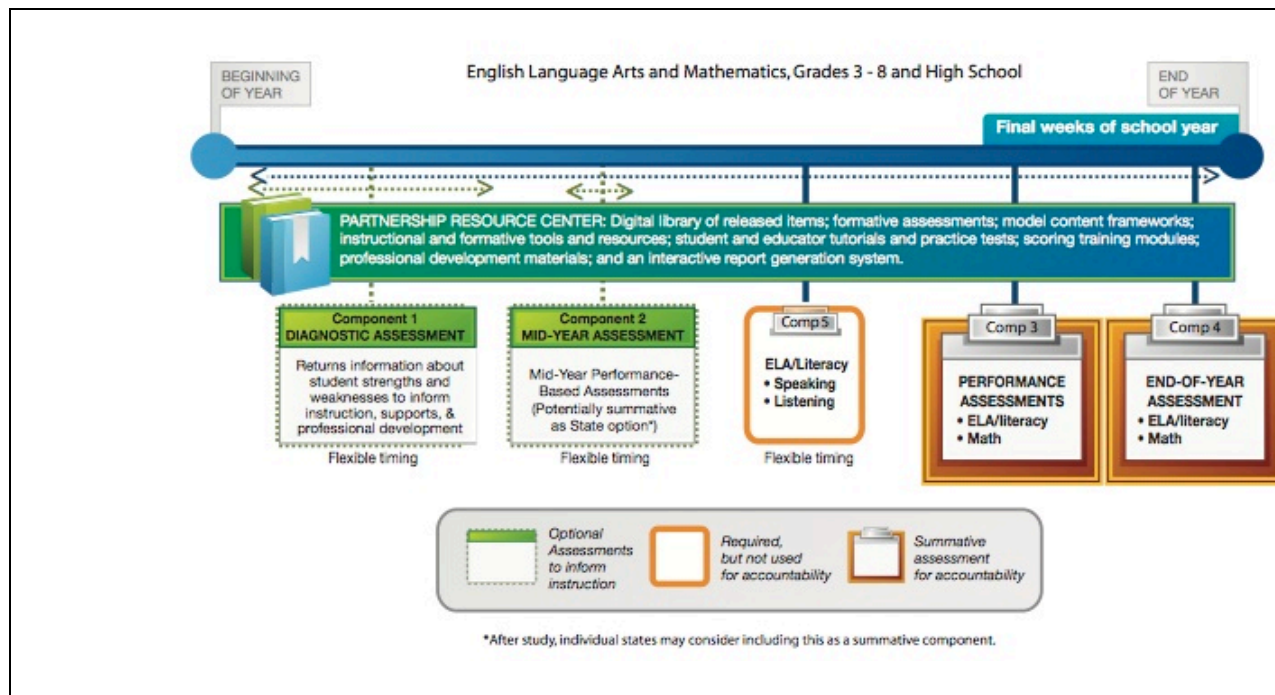 English Language Arts and Mathematics, Grades 3 - 8 and High School
BEGINNING
OF YEAR
END
OF YEAR
Final weeks of school year
PARTNERSHIP RESOURCE CENTER: Digital library of released items; formative assessments; model content frameworks;
instructional and formative tools and resources; student and educator tutorials and practice tests; scoring training modules;
professional development materials; and an interactive report generation system.
Component 1
DIAGNOSTIC ASSESSMENT
Returns information about
student strengths and
weaknesses to inform
instruction, supports, &
professional development
Flexible timing
Component 2
MID-YEAR ASSESSMENT
Mid-Year Performance-
Based Assessments
(Potentially summative
as State option*)
Flexible timing
Comp 5
ELA/Literacy
• Speaking
• Listening
Flexible timing
Comp 3
PERFORMANCE
ASSESSMENTS
• ELA/literacy
• Math
Comp 4
END-OF-YEAR
ASSESSMENT
• ELA/literacy
• Math
Optional
Assessments
to inform
instruction
Required,
but not used
for accountability
Summative
assessment
for accountability
*After study, individual states may consider including this as a summative component.